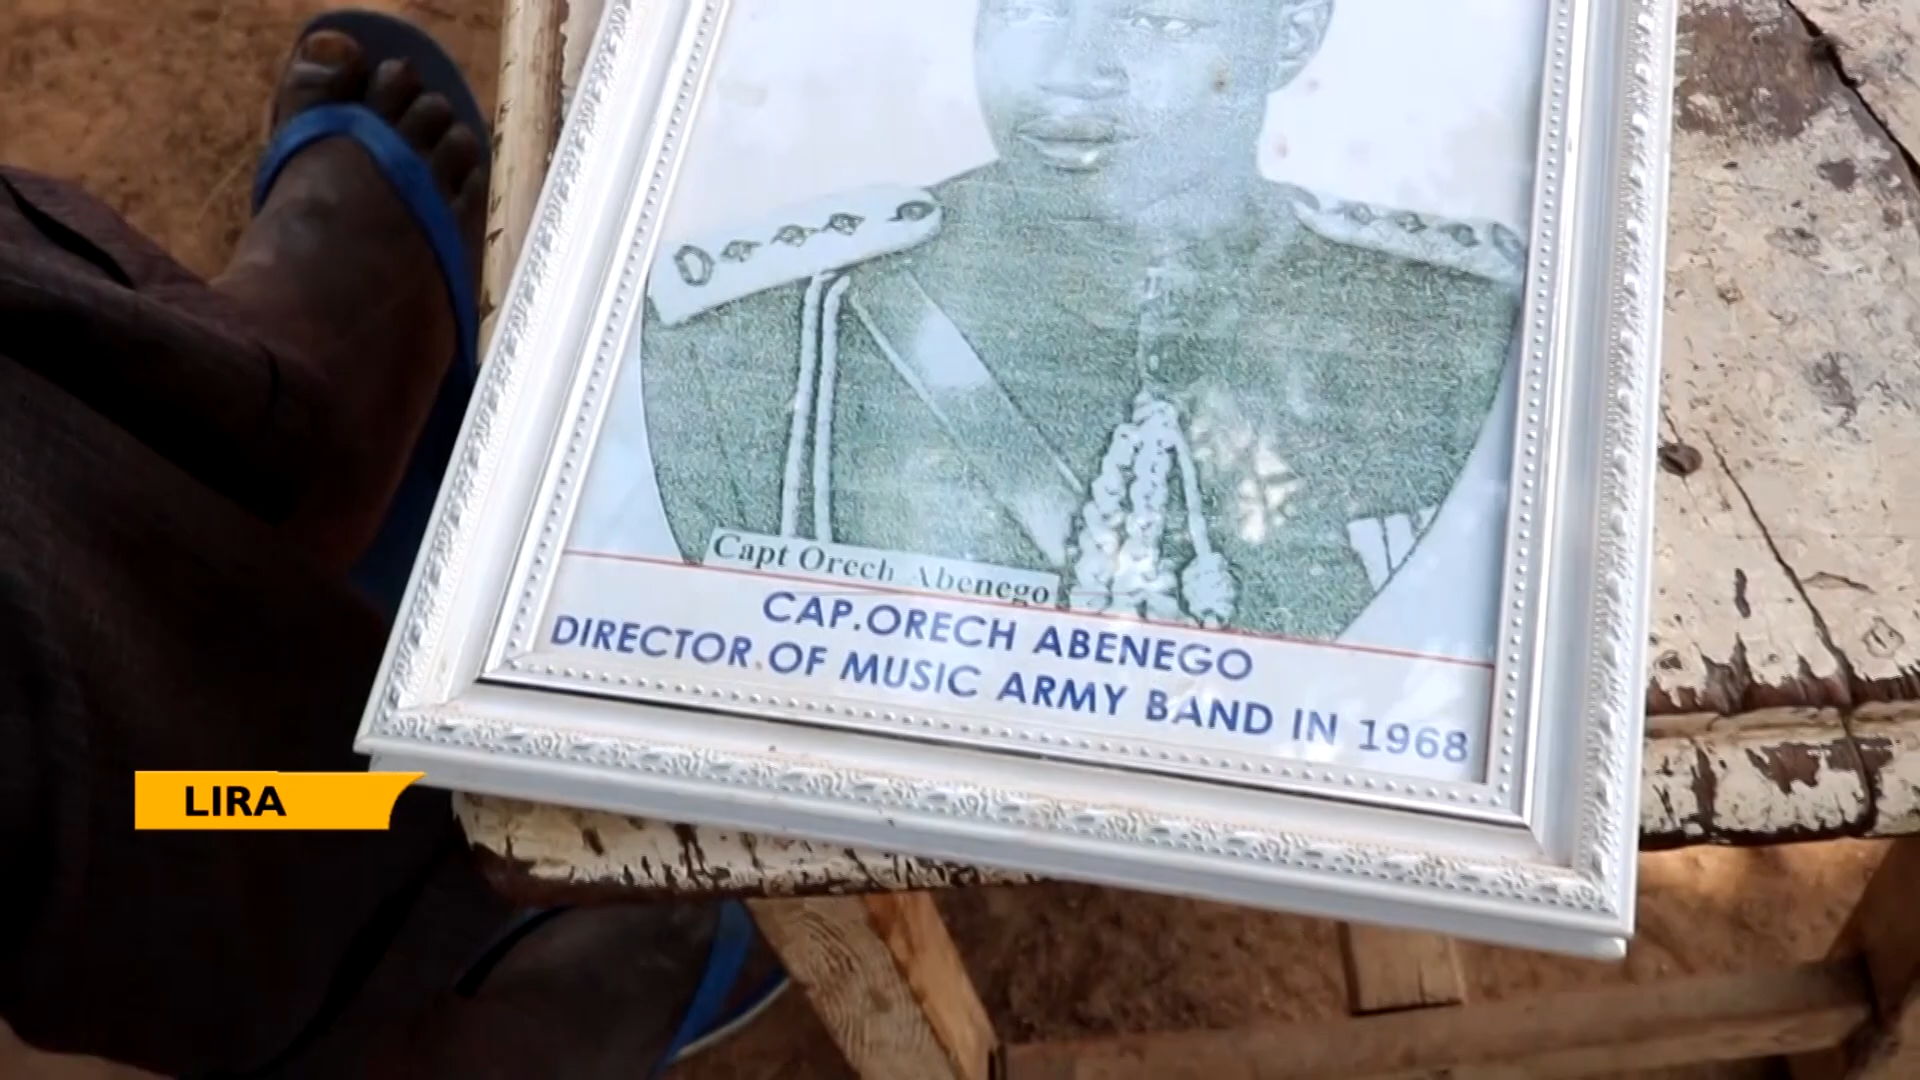 Capt Orech Abenego
CAP.ORECH ABENEGO
DIRECTOR.OF MUSIC ARMY BAND IN 1968
LIRA